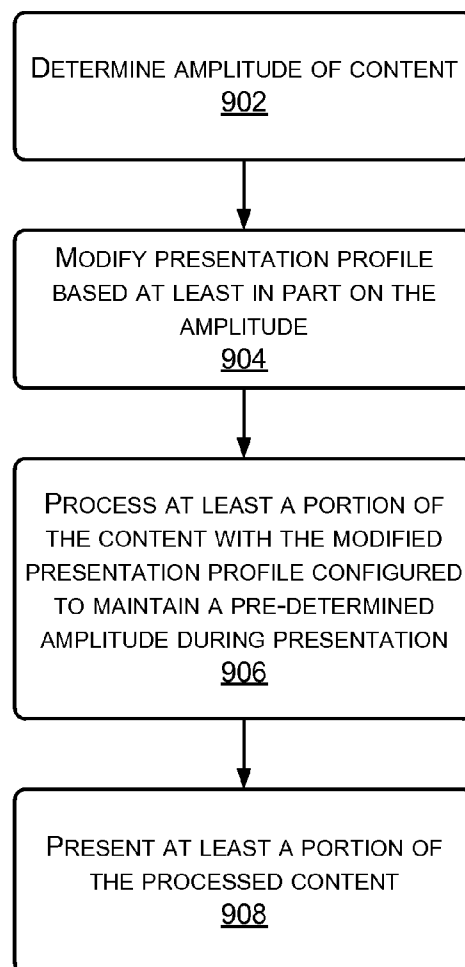 DETERMINE AMPLITUDE OF CONTENT
902
MODIFY PRESENTATION PROFILE
BASED AT LEAST IN PART ON THE
AMPLITUDE
904
PROCESS AT LEAST A PORTION OF
THE CONTENT WITH THE MODIFIED
PRESENTATION PROFILE CONFIGURED
TO MAINTAIN A PRE-DETERMINED
AMPLITUDE DURING PRESENTATION
906
PRESENT AT LEAST A PORTION OF
THE PROCESSED CONTENT
908